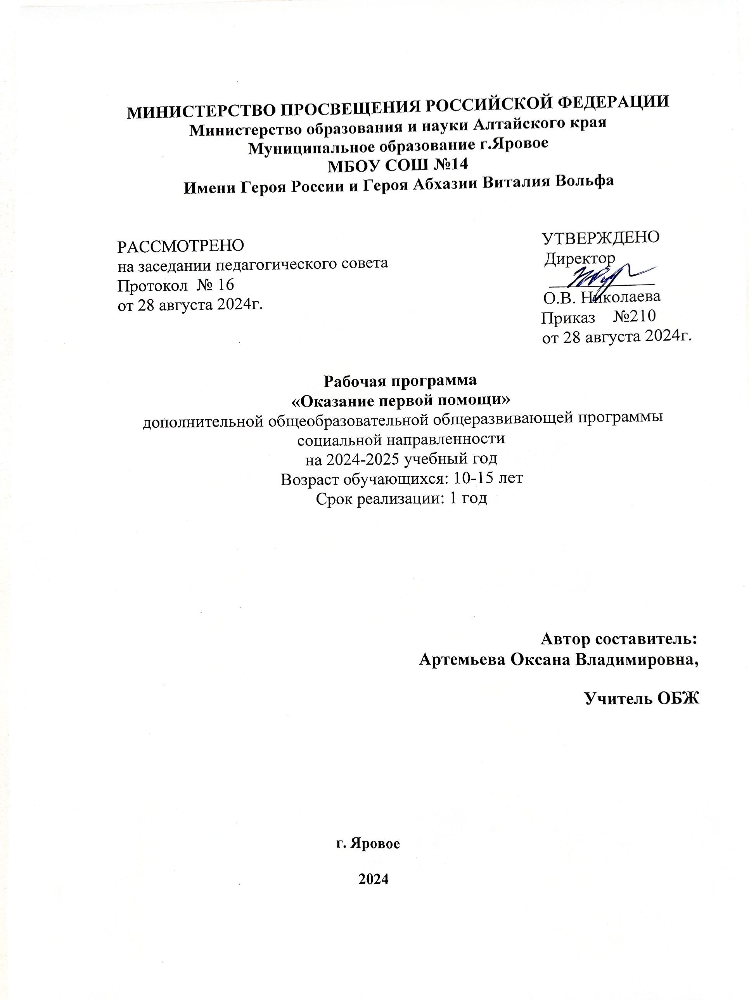 МИНИСТЕРСТВО ПРОСВЕЩЕНИЯ РОССИЙСКОЙ ФЕДЕРАЦИИ
Министерство образования и науки Алтайского края
Муниципальное образование г.Яровое
МБОУ СОШ №14
Имени Героя России и Героя Абхазии Виталия Вольфа
РАССМОТРЕНО
на заседании педагогического совета
Протокол № 16
от 28 августа 2024г.
УТВЕРЖДЕНО
Директор
О.В. Николаева
Приказ №210
от 28 августа 2024г.
Рабочая программа
«Оказание первой помощи»
дополнительной общеобразовательной общеразвивающей программы
социальной направленности
на 2024-2025 учебный год
Возраст обучающихся: 10-15 лет
Срок реализации: 1 год
Автор составитель:
Артемьева Оксана Владимировна,
Учитель ОБЖ
г. Яровое
2024